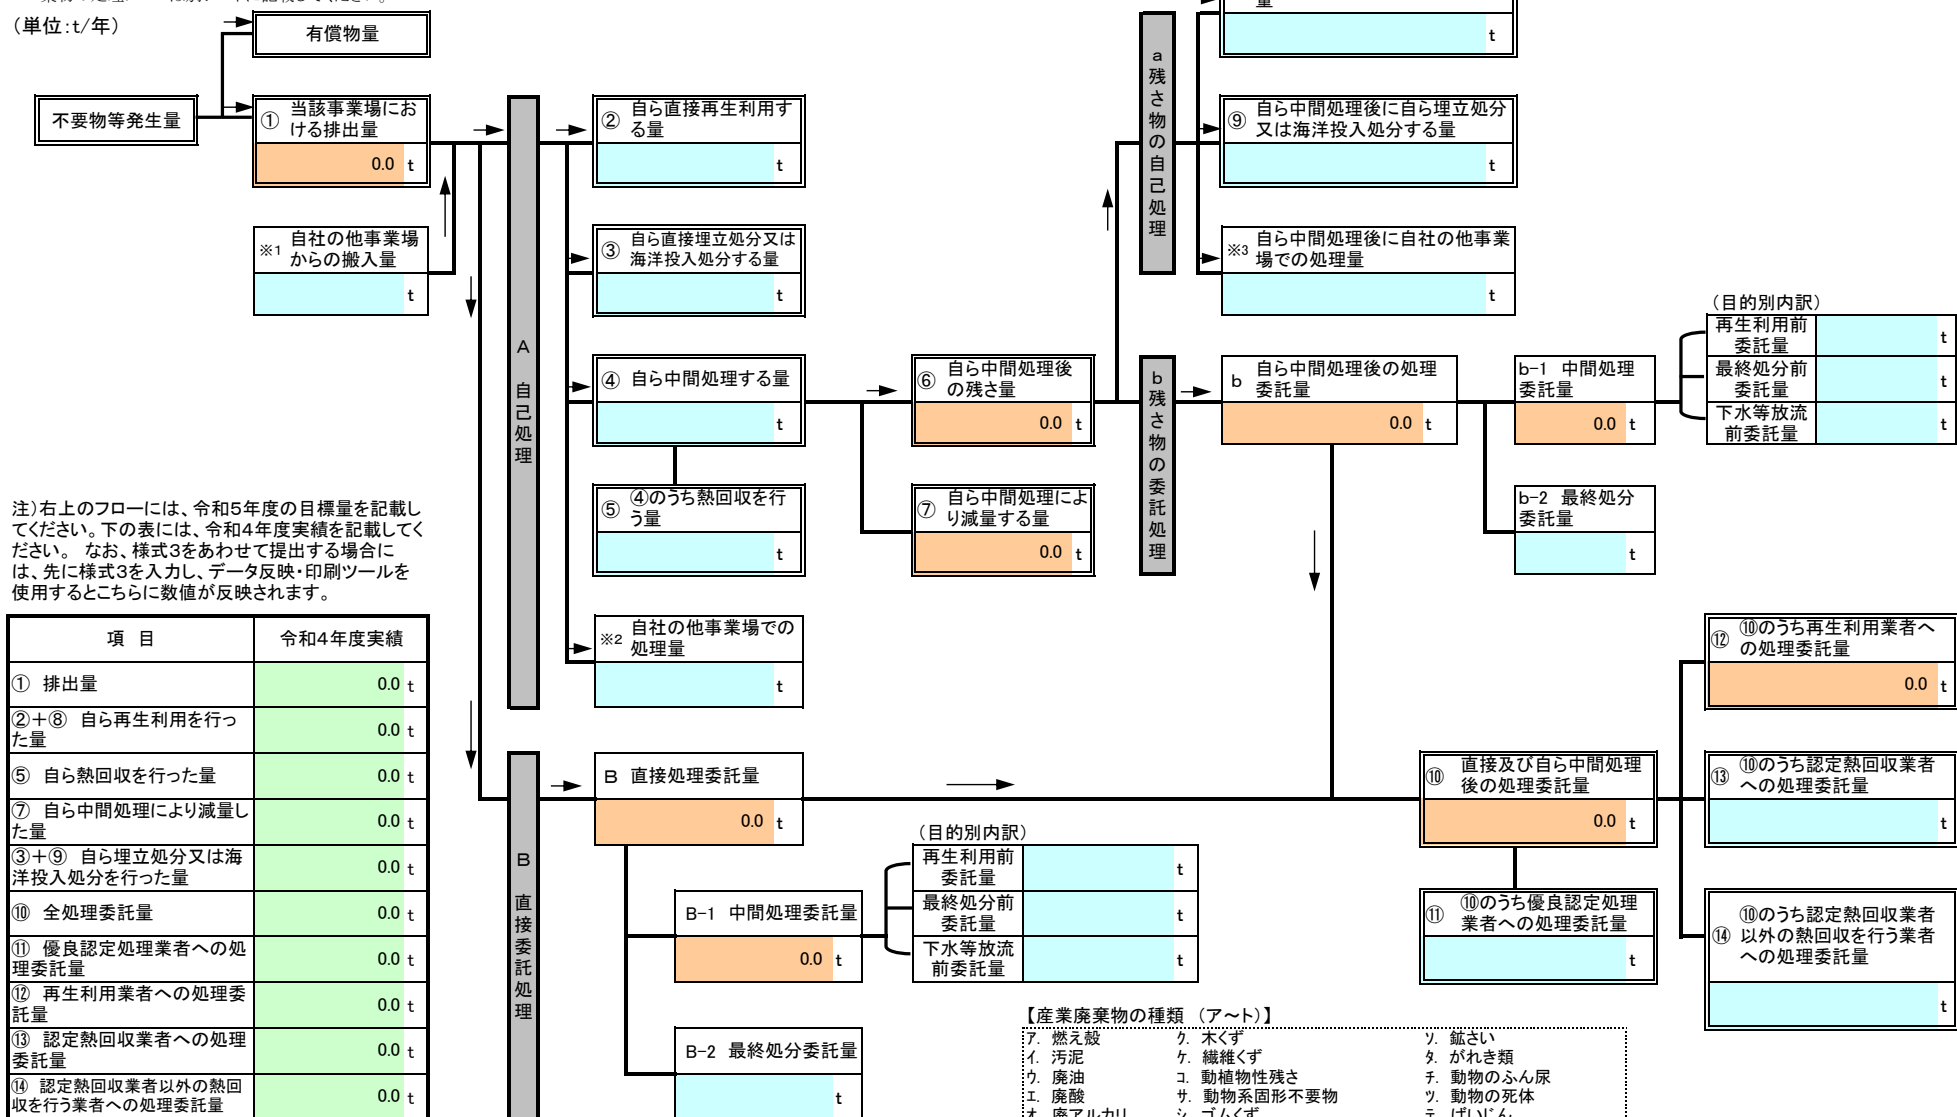 (単位:t/年)
有償物量
不要物等発生量
① 当該事業場にお
ける排出量
0.0 t
※1 自社の他事業場
からの搬入量
t
A 自己処理
② 自ら直接再生利用す
る量
t
③ 自ら直接埋立処分又は
海洋投入処分する量
t
④ 自ら中間処理する量
t
⑤ ④のうち熱回収を行
う量
t
※2 自社の他事業場での
処理量
t
⑥ 自ら中間処理後
の残さ量
0.0 t
⑦ 自ら中間処理によ
り減量する量
0.0 t
a 残さ物の自己処理
量
t
⑨ 自ら中間処理後に自ら埋立処分
又は海洋投入処分する量
t
※3 自ら中間処理後に自社の他事業
場での処理量
t
b 残さ物の委託処理
b 自ら中間処理後の処理
委託量
0.0 t
b-1 中間処理
委託量
0.0 t
b-2 最終処分
委託量
t
(目的別内訳)
再生利用前
委託量
t
最終処分前
委託量
t
下水等放流
前委託量
t
注)右上のフローには、令和5年度の目標量を記載し
てください。下の表には、令和4年度実績を記載してく
ださい。 なお、様式3をあわせて提出する場合に
は、先に様式3を入力し、データ反映・印刷ツールを
使用するとこちらに数値が反映されます。
項 目 令和4年度実績
① 排出量 0.0 t
②+⑧ 自ら再生利用を行っ
た量 0.0 t
⑤ 自ら熱回収を行った量 0.0 t
⑦ 自ら中間処理により減量し
た量 0.0 t
③+⑨ 自ら埋立処分又は海
洋投入処分を行った量 0.0 t
⑩ 全処理委託量 0.0 t
⑪ 優良認定処理業者への処
理委託量 0.0 t
⑫ 再生利用業者への処理委
託量 0.0 t
⑬ 認定熱回収業者への処理
委託量 0.0 t
⑭ 認定熱回収業者以外の熱回
収を行う業者への処理委託量 0.0 t
B 直接委託処理
B 直接処理委託量
0.0 t
B-1 中間処理委託量
0.0 t
B-2 最終処分委託量
t
(目的別内訳)
再生利用前
委託量
t
最終処分前
委託量
t
下水等放流
前委託量
t
⑩ 直接及び自ら中間処理
後の処理委託量
0.0 t
⑪ ⑩のうち優良認定処理
業者への処理委託量
t
⑫ ⑩のうち再生利用業者へ
の処理委託量
0.0 t
⑬ ⑩のうち認定熱回収業者
への処理委託量
t
⑭ ⑩のうち認定熱回収業者
以外の熱回収を行う業者
への処理委託量
t
【産業廃棄物の種類 (ア~ト)】
ア. 燃え殻 ク. 木くず ソ. 鉱さい
イ. 汚泥 ケ. 繊維くず タ. がれき類
ウ. 廃油 コ. 動植物性残さ チ. 動物のふん尿
エ. 廃酸 サ. 動物系固形不要物 ツ. 動物の死体
オ. 廃アルカリ シ. ゴムくず テ. ばいじん